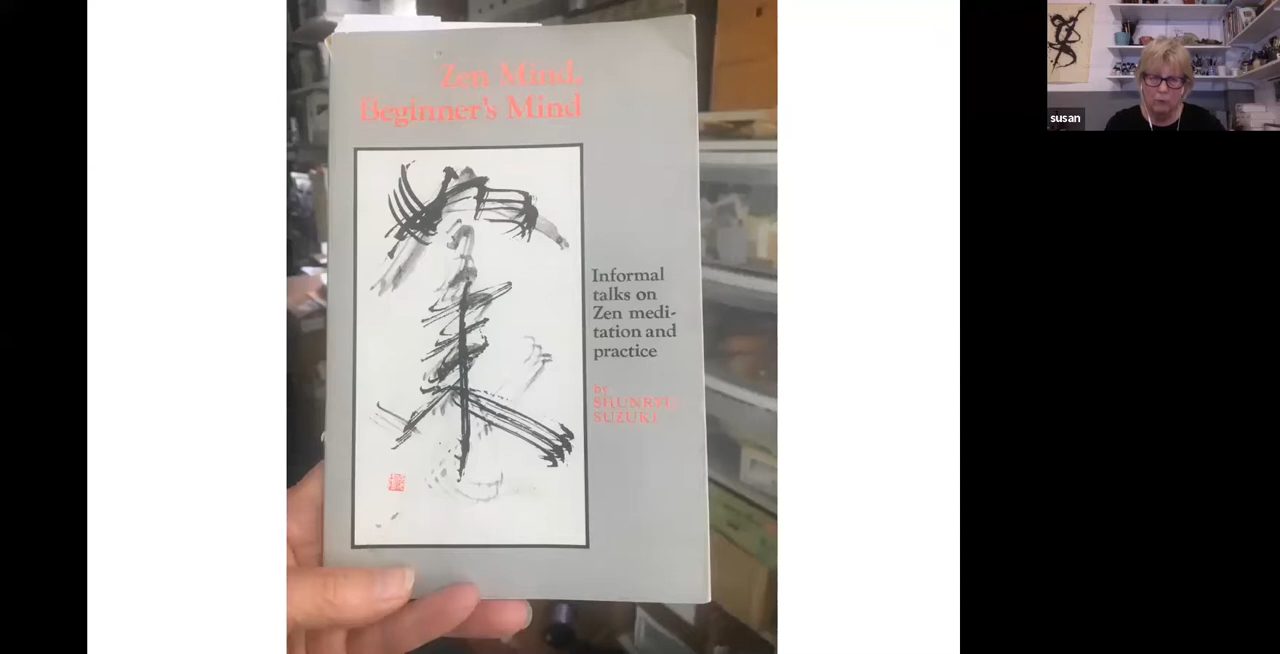 Zen Mind,
Beginner's Mind
Informal
talks on
Zen medi-
tation and
practice
by
SHUNRYU
SUZUKI
susan